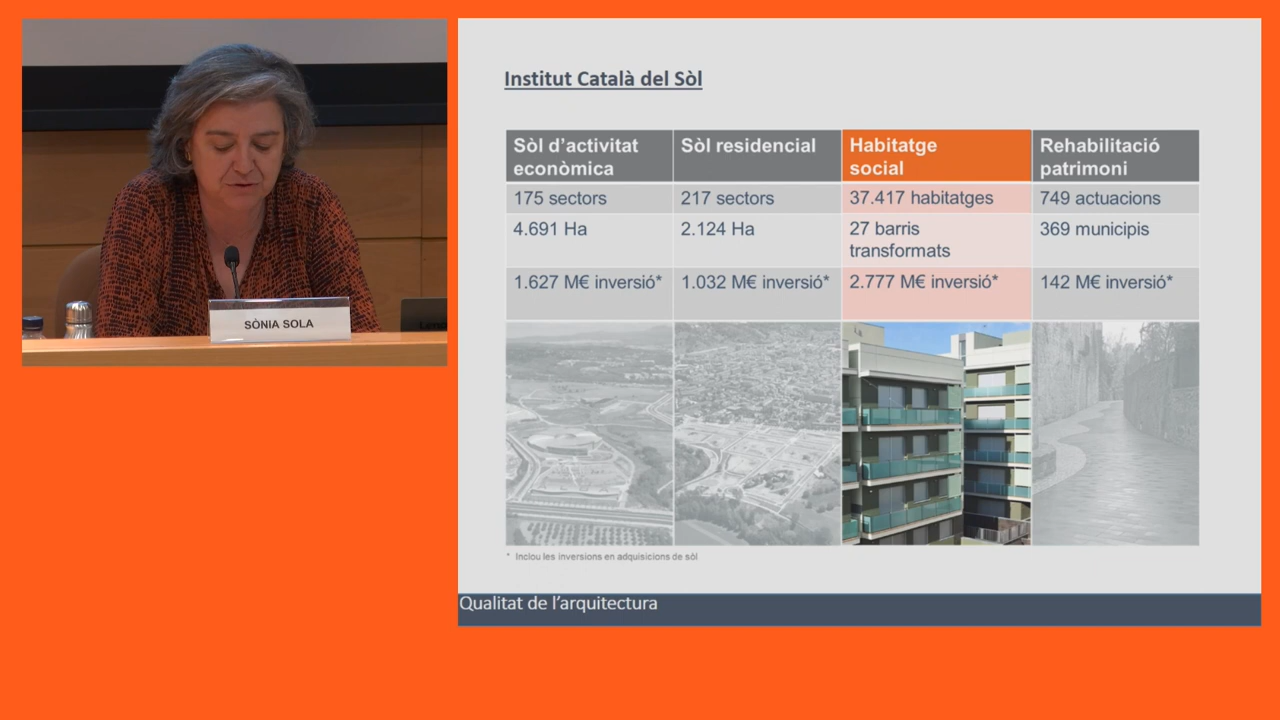 SÒNIA SOLA
Institut Català del Sòl
Sòl d’activitat
econòmica
Sòl residencial
Habitatge
social
Rehabilitació
patrimoni
175 sectors
217 sectors
37.417 habitatges
749 actuacions
4.691 Ha
2.124 Ha
27 barris
transformats
369 municipis
1.627 M€ inversió*
1.032 M€ inversió*
2.777 M€ inversió*
142 M€ inversió*
* Inclou les inversions en adquisicions de sòl
Qualitat de l’arquitectura